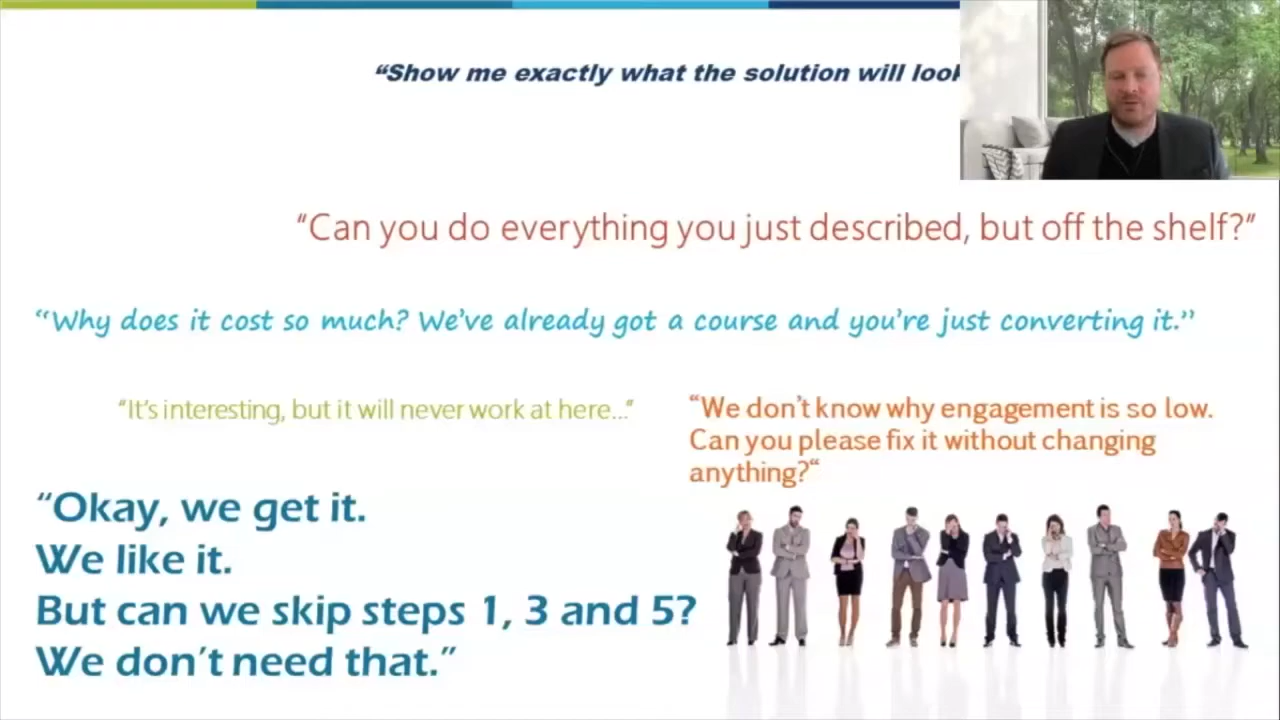 “Show me exactly what the solution will look
“Can you do everything you just described, but off the shelf?”
“Why does it cost so much? We’ve already got a course and you’re just converting it.”
“It’s interesting, but it will never work at here...”
“We don’t know why engagement is so low.
Can you please fix it without changing
anything?“
“Okay, we get it.
We like it.
But can we skip steps 1, 3 and 5?
We don’t need that.”